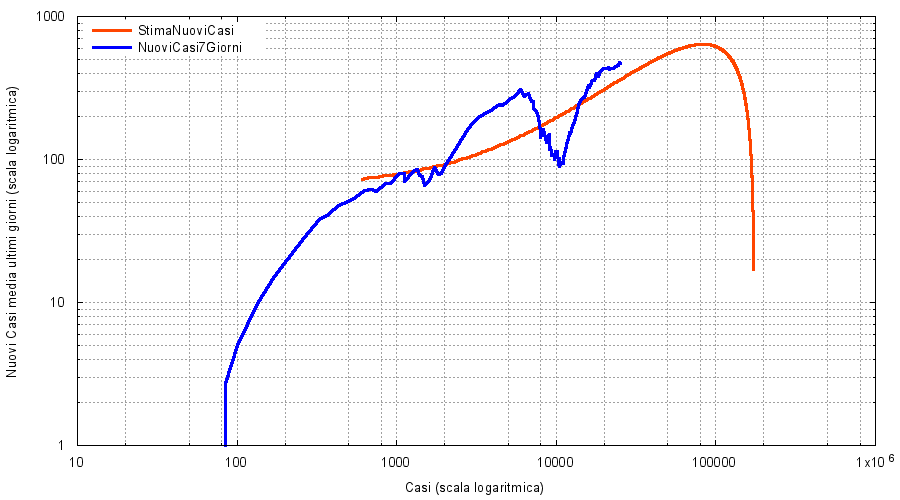 StimaNuoviCasi
NuoviCasi7Giorni
Nuovi Casi media ultimi giorni (scala logaritmica)
1000
100
10
1
10
100
1000
10000
100000
1x10 6
Casi (scala logaritmica)